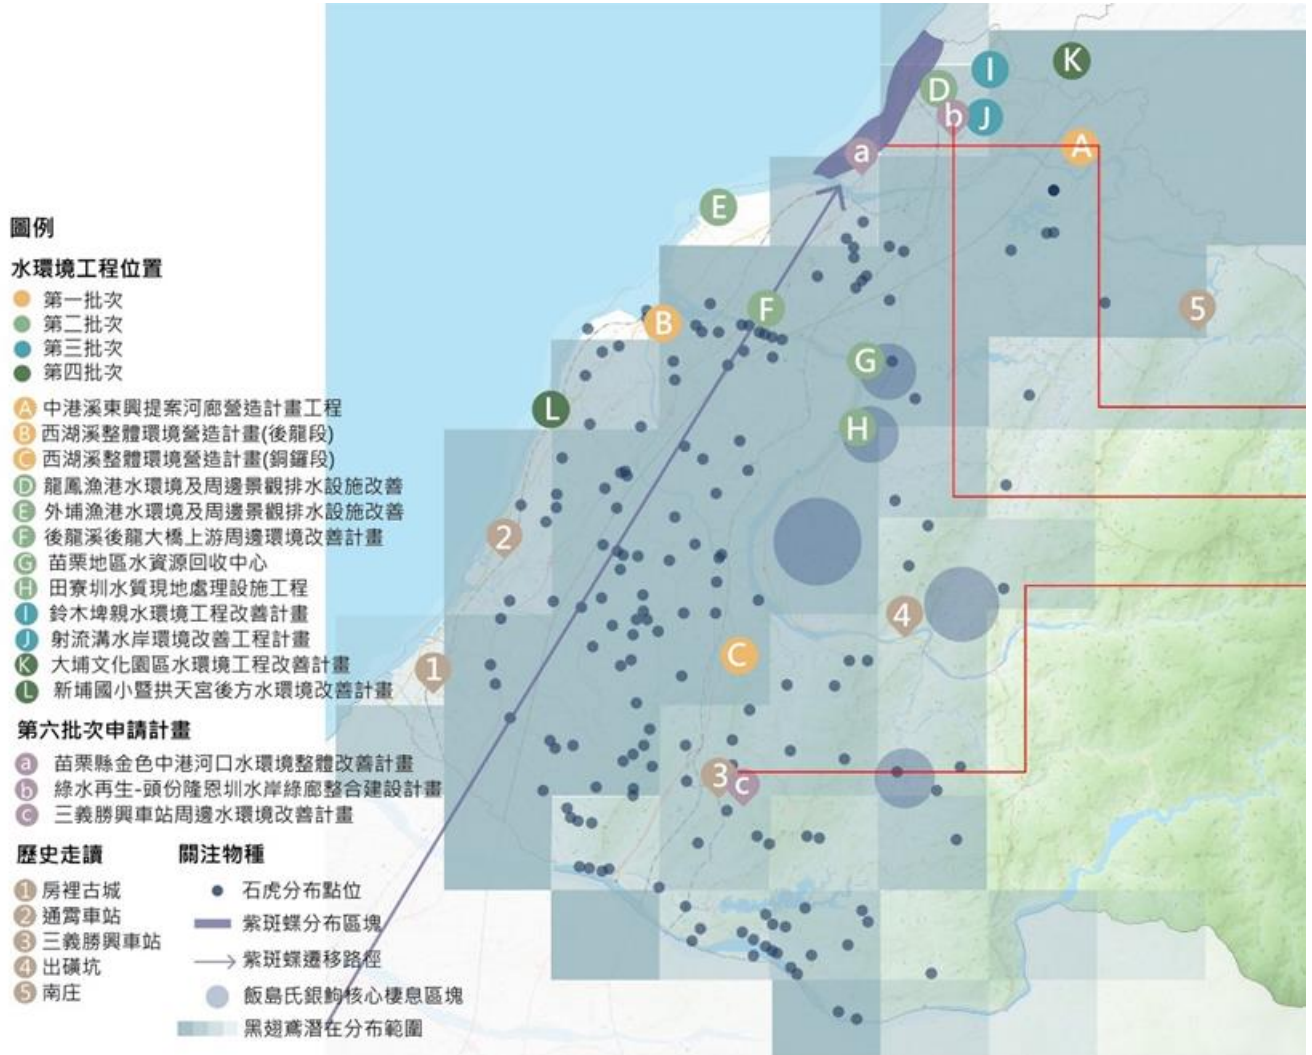 圖例
水環境工程位置
第一批次
第二批次
第三批次
第四批次
A 中港溪東興提案河廊營造計畫工程
B 西湖溪整體環境營造計畫(後龍段)
C 西湖溪整體環境營造計畫(銅鑼段)
D 龍鳳漁港水環境及周邊景觀排水設施改善
E 外埔漁港水環境及周邊景觀排水設施改善
F 後龍溪後龍大橋上游周邊環境改善計畫
G 苗栗地區水資源回收中心
H 田寮圳水質現地處理設施工程
I 鈴木埤親水環境工程改善計畫
J 射流溝水岸環境改善工程計畫
K 大埔文化園區水環境工程改善計畫
L 新埔國小暨拱天宮後方水環境改善計畫
第六批次申請計畫
a 苗栗縣金色中港河口水環境整體改善計畫
b 綠水再生-頭份隆恩圳水岸綠廊整合建設計畫
c 三義勝興車站周邊水環境改善計畫
歷史走讀
1 房裡古城
2 通霄車站
3 三義勝興車站
4 出磺坑
5 南庄
關注物種
石虎分布點位
紫斑蝶分布區塊
紫斑蝶遷移路徑
飯島氏銀鮈核心棲息區塊
黑翅鳶潛在分布範圍
I
K
D
b J
a
A
E
5
B
F
G
L
H
2
4
1
C
3
c